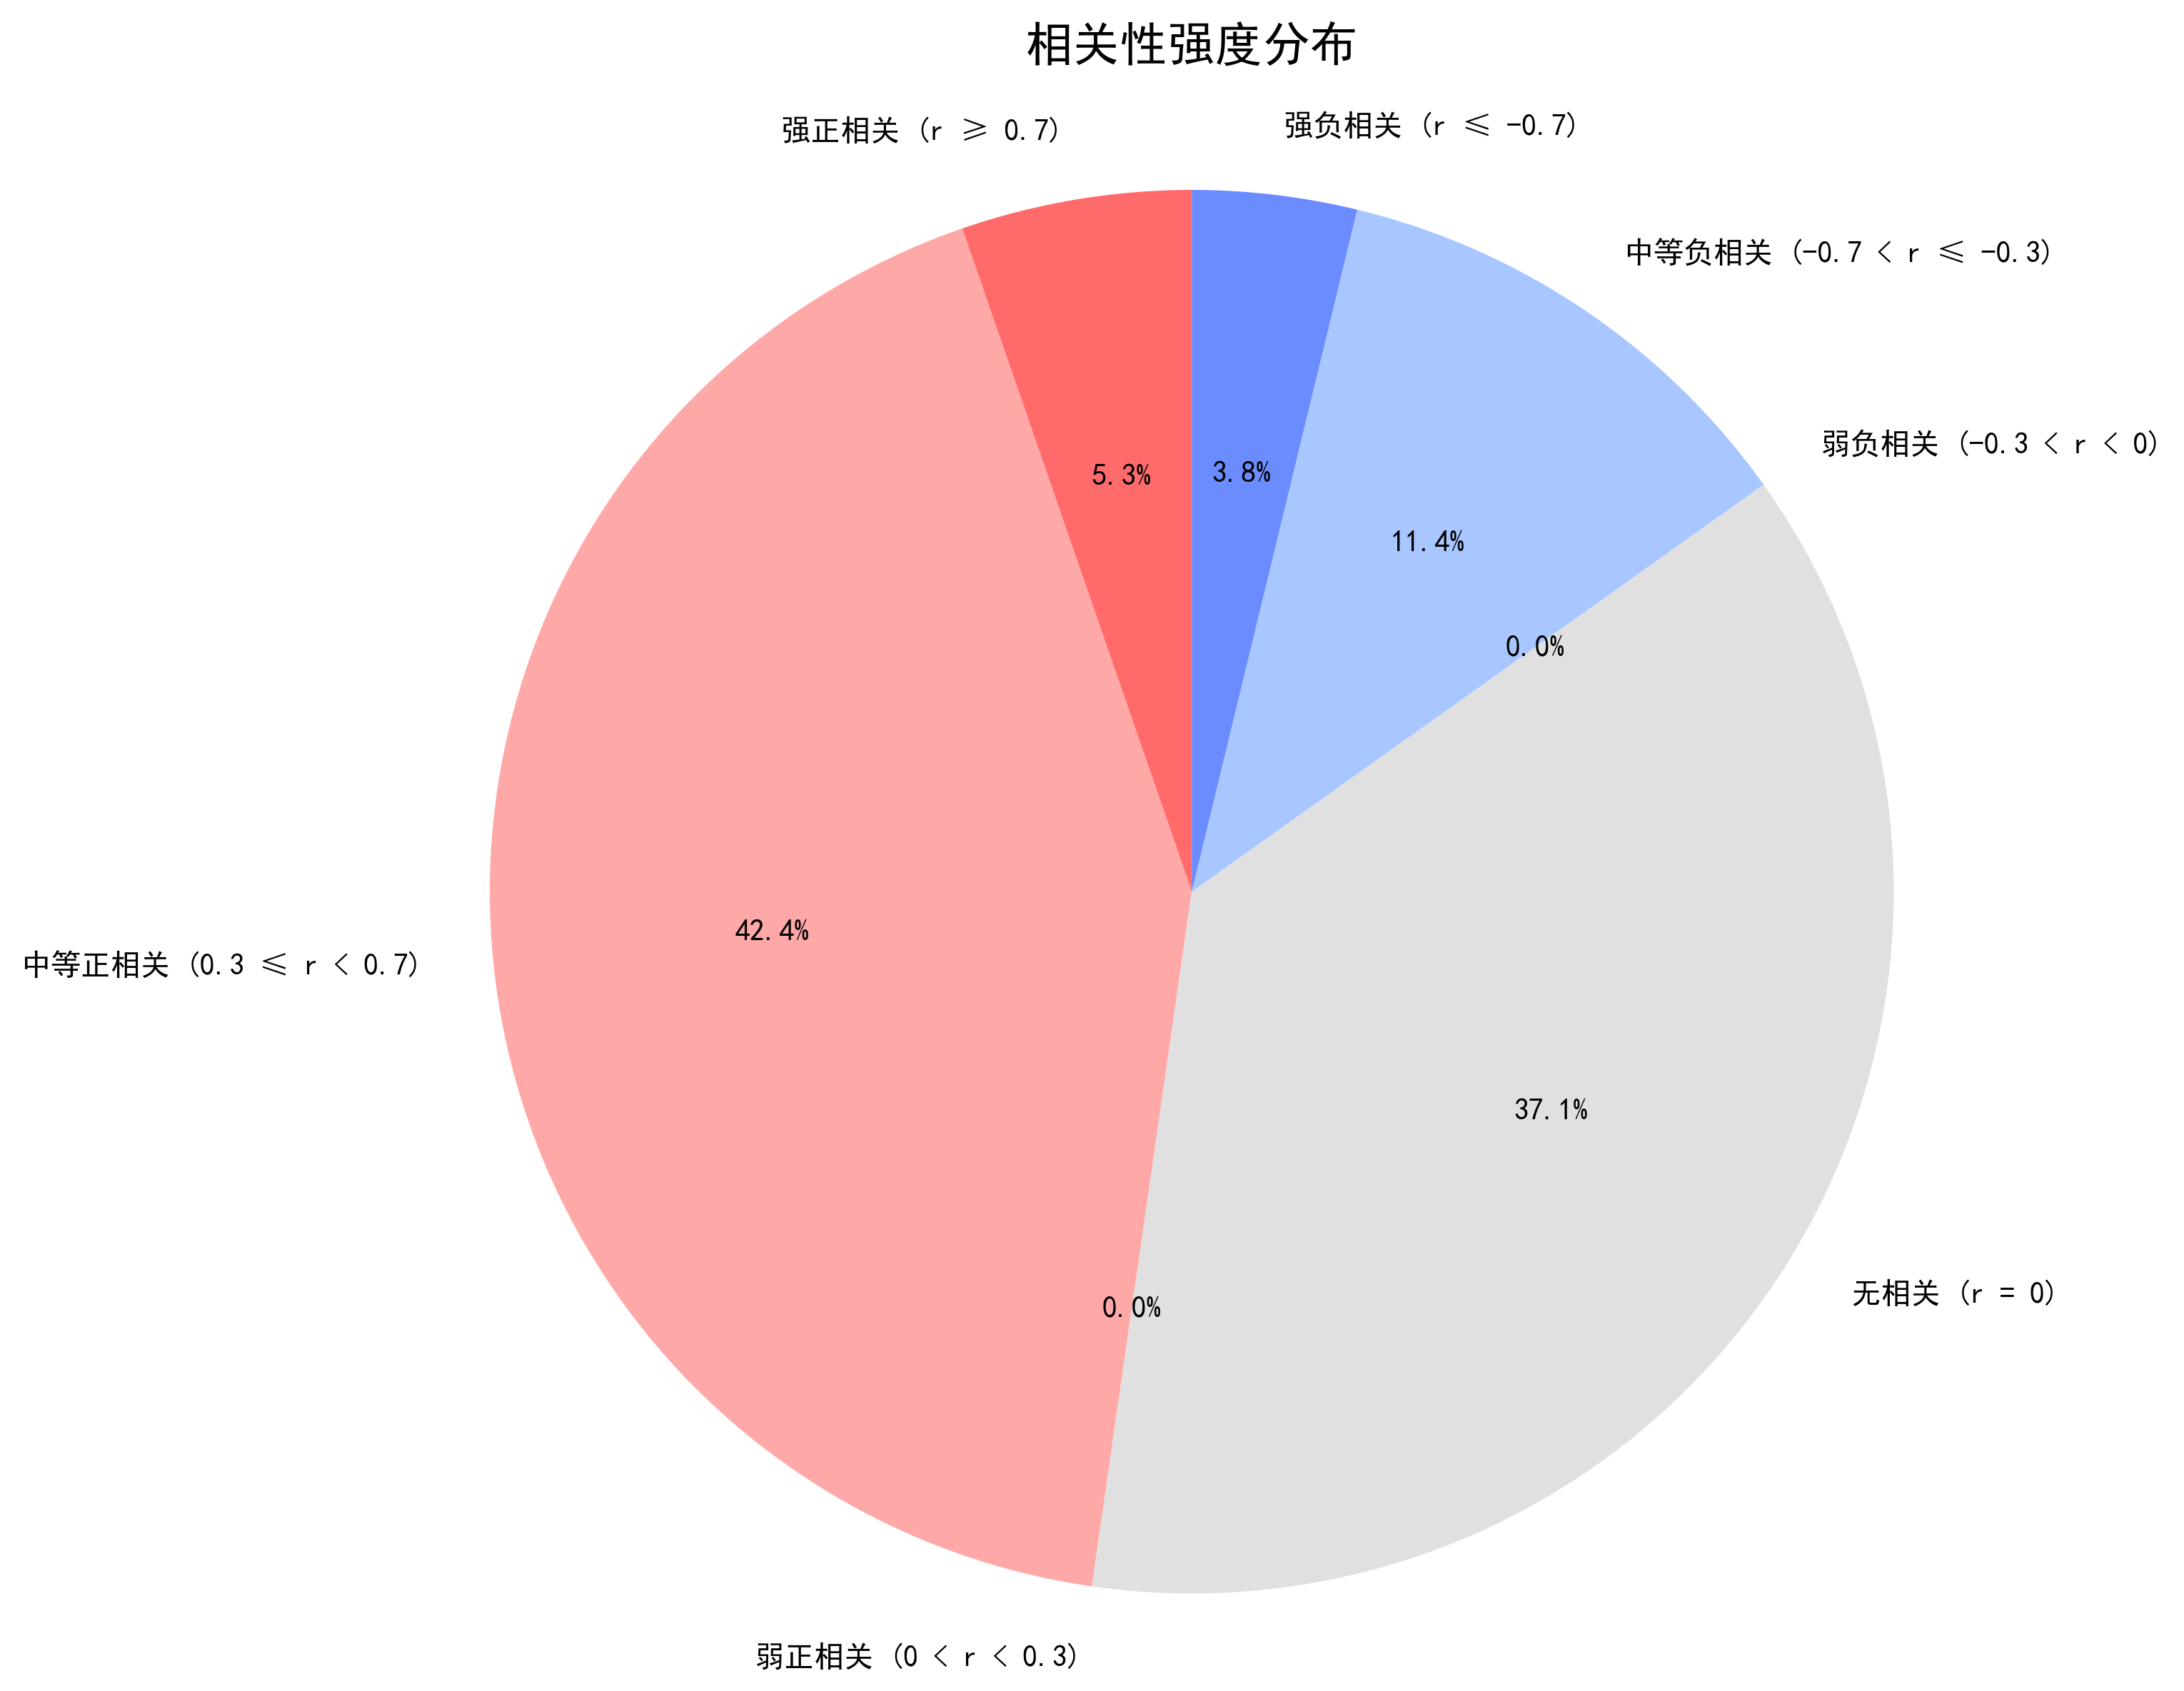 相关性强度分布
强正相关 (r ≥ 0.7)
强负相关 (r ≤ -0.7)
中等负相关 (-0.7 < r ≤ -0.3)
弱负相关 (-0.3 < r < 0)
5.3%
3.8%
11.4%
0.0%
42.4%
中等正相关 (0.3 ≤ r < 0.7)
37.1%
无相关 (r = 0)
0.0%
弱正相关 (0 < r < 0.3)